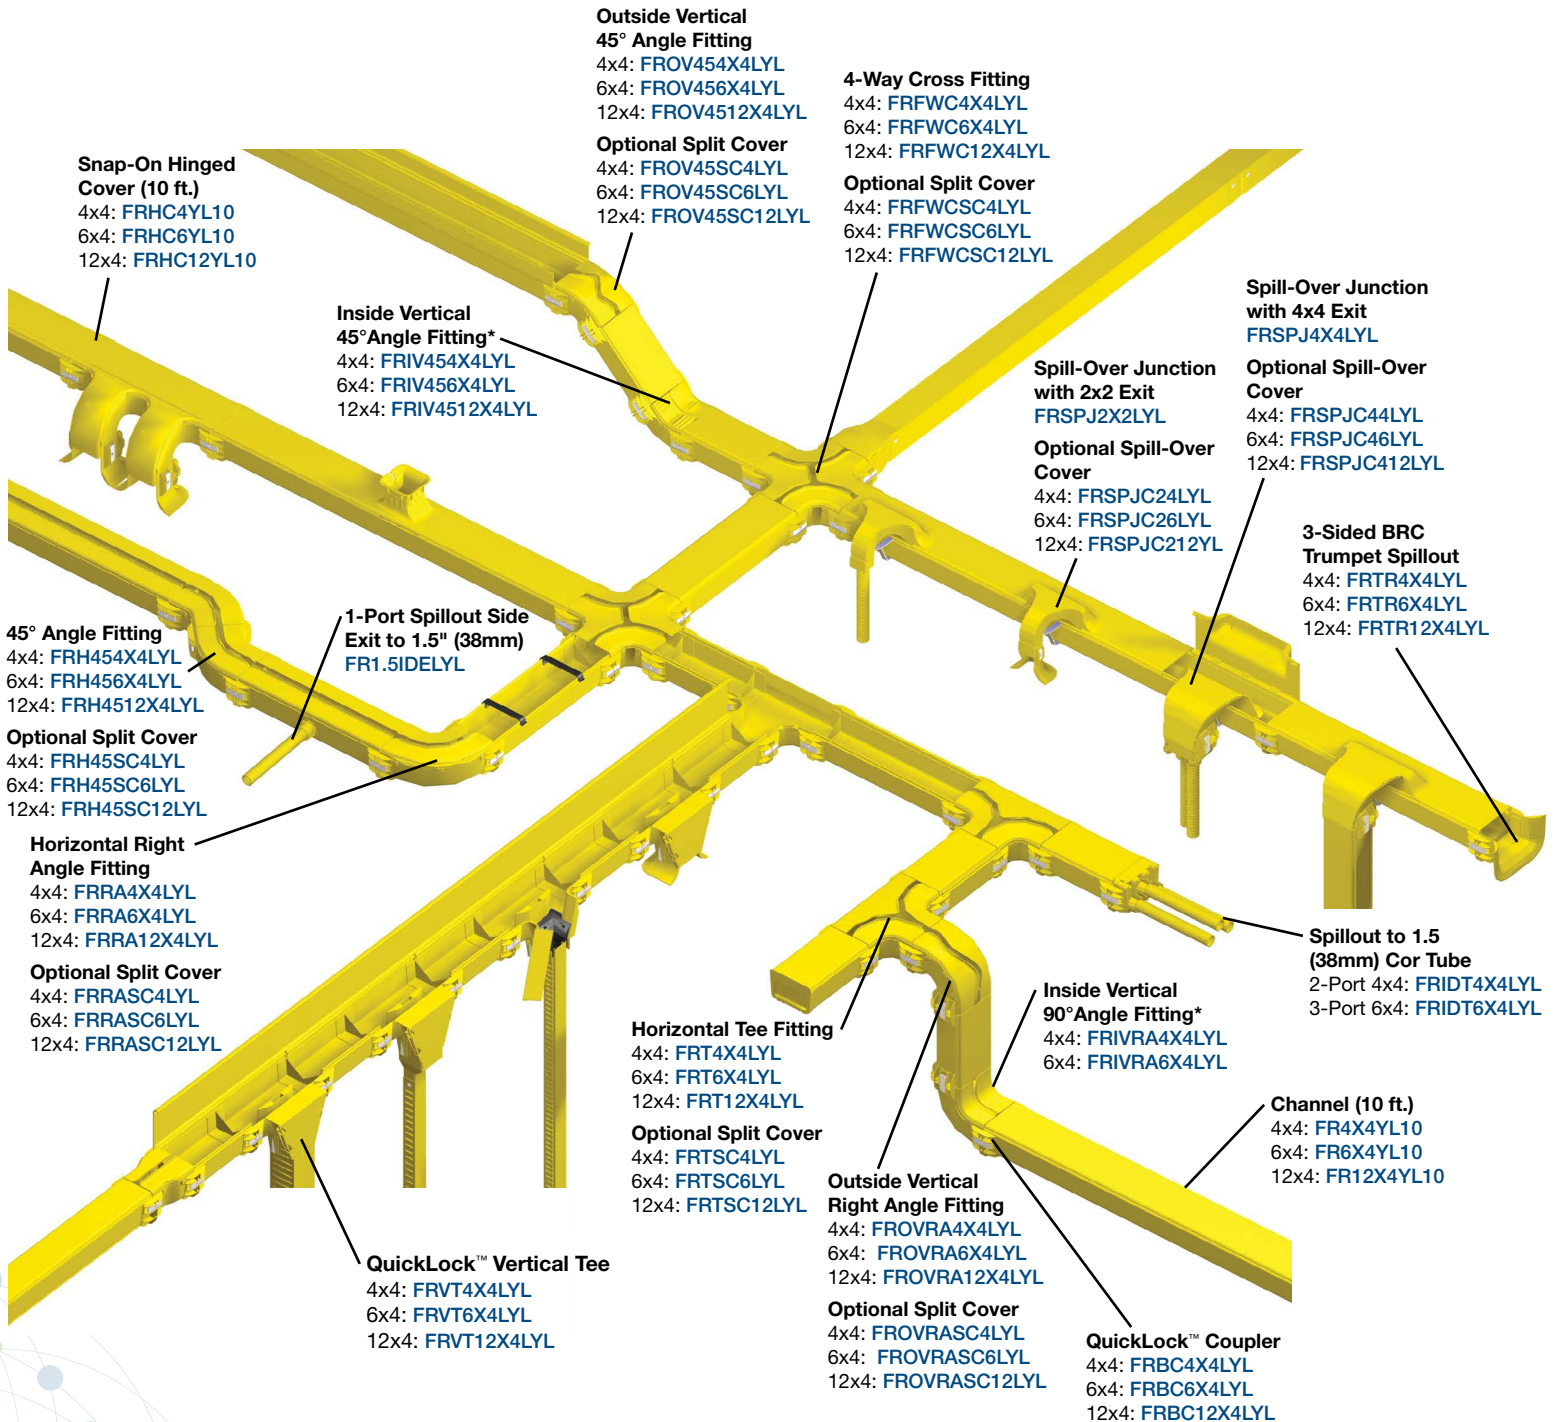 Outside Vertical
45° Angle Fitting
4x4: FROV454X4LYL
6x4: FROV456X4LYL
12x4: FROV4512X4LYL
Optional Split Cover
4x4: FROV45SC4LYL
6x4: FROV45SC6LYL
12x4: FROV45SC12LYL
4-Way Cross Fitting
4x4: FRFWC4X4LYL
6x4: FRFWC6X4LYL
12x4: FRFWC12X4LYL
Optional Split Cover
4x4: FRFWCSC4LYL
6x4: FRFWCSC6LYL
12x4: FRFWCSC12LYL
Snap-On Hinged
Cover (10 ft.)
4x4: FRHC4YL10
6x4: FRHC6YL10
12x4: FRHC12YL10
Inside Vertical
45°Angle Fitting*
4x4: FRIV454X4LYL
6x4: FRIV456X4LYL
12x4: FRIV4512X4LYL
Spill-Over Junction
with 4x4 Exit
FRSPJ4X4LYL
Optional Spill-Over
Cover
4x4: FRSPJC44LYL
6x4: FRSPJC46LYL
12x4: FRSPJC412LYL
Spill-Over Junction
with 2x2 Exit
FRSPJ2X2LYL
Optional Spill-Over
Cover
4x4: FRSPJC24LYL
6x4: FRSPJC26LYL
12x4: FRSPJC212YL
3-Sided BRC
Trumpet Spillout
4x4: FRTR4X4LYL
6x4: FRTR6X4LYL
12x4: FRTR12X4LYL
1-Port Spillout Side
Exit to 1.5" (38mm)
FR1.5IDELYL
45° Angle Fitting
4x4: FRH454X4LYL
6x4: FRH456X4LYL
12x4: FRH4512X4LYL
Optional Split Cover
4x4: FRH45SC4LYL
6x4: FRH45SC6LYL
12x4: FRH45SC12LYL
Horizontal Right
Angle Fitting
4x4: FRRA4X4LYL
6x4: FRRA6X4LYL
12x4: FRRA12X4LYL
Optional Split Cover
4x4: FRRASC4LYL
6x4: FRRASC6LYL
12x4: FRRASC12LYL
Spillout to 1.5
(38mm) Cor Tube
2-Port 4x4: FRIDT4X4LYL
3-Port 6x4: FRIDT6X4LYL
Inside Vertical
90°Angle Fitting*
4x4: FRIVRA4X4LYL
6x4: FRIVRA6X4LYL
Horizontal Tee Fitting
4x4: FRT4X4LYL
6x4: FRT6X4LYL
12x4: FRT12X4LYL
Optional Split Cover
4x4: FRTSC4LYL
6x4: FRTSC6LYL
12x4: FRTSC12LYL
Channel (10 ft.)
4x4: FR4X4YL10
6x4: FR6X4YL10
12x4: FR12X4YL10
Outside Vertical
Right Angle Fitting
4x4: FROVRA4X4LYL
6x4: FROVRA6X4LYL
12x4: FROVRA12X4LYL
Optional Split Cover
4x4: FROVRASC4LYL
6x4: FROVRASC6LYL
12x4: FROVRASC12LYL
QuickLock™ Vertical Tee
4x4: FRVT4X4LYL
6x4: FRVT6X4LYL
12x4: FRVT12X4LYL
QuickLock™ Coupler
4x4: FRBC4X4LYL
6x4: FRBC6X4LYL
12x4: FRBC12X4LYL